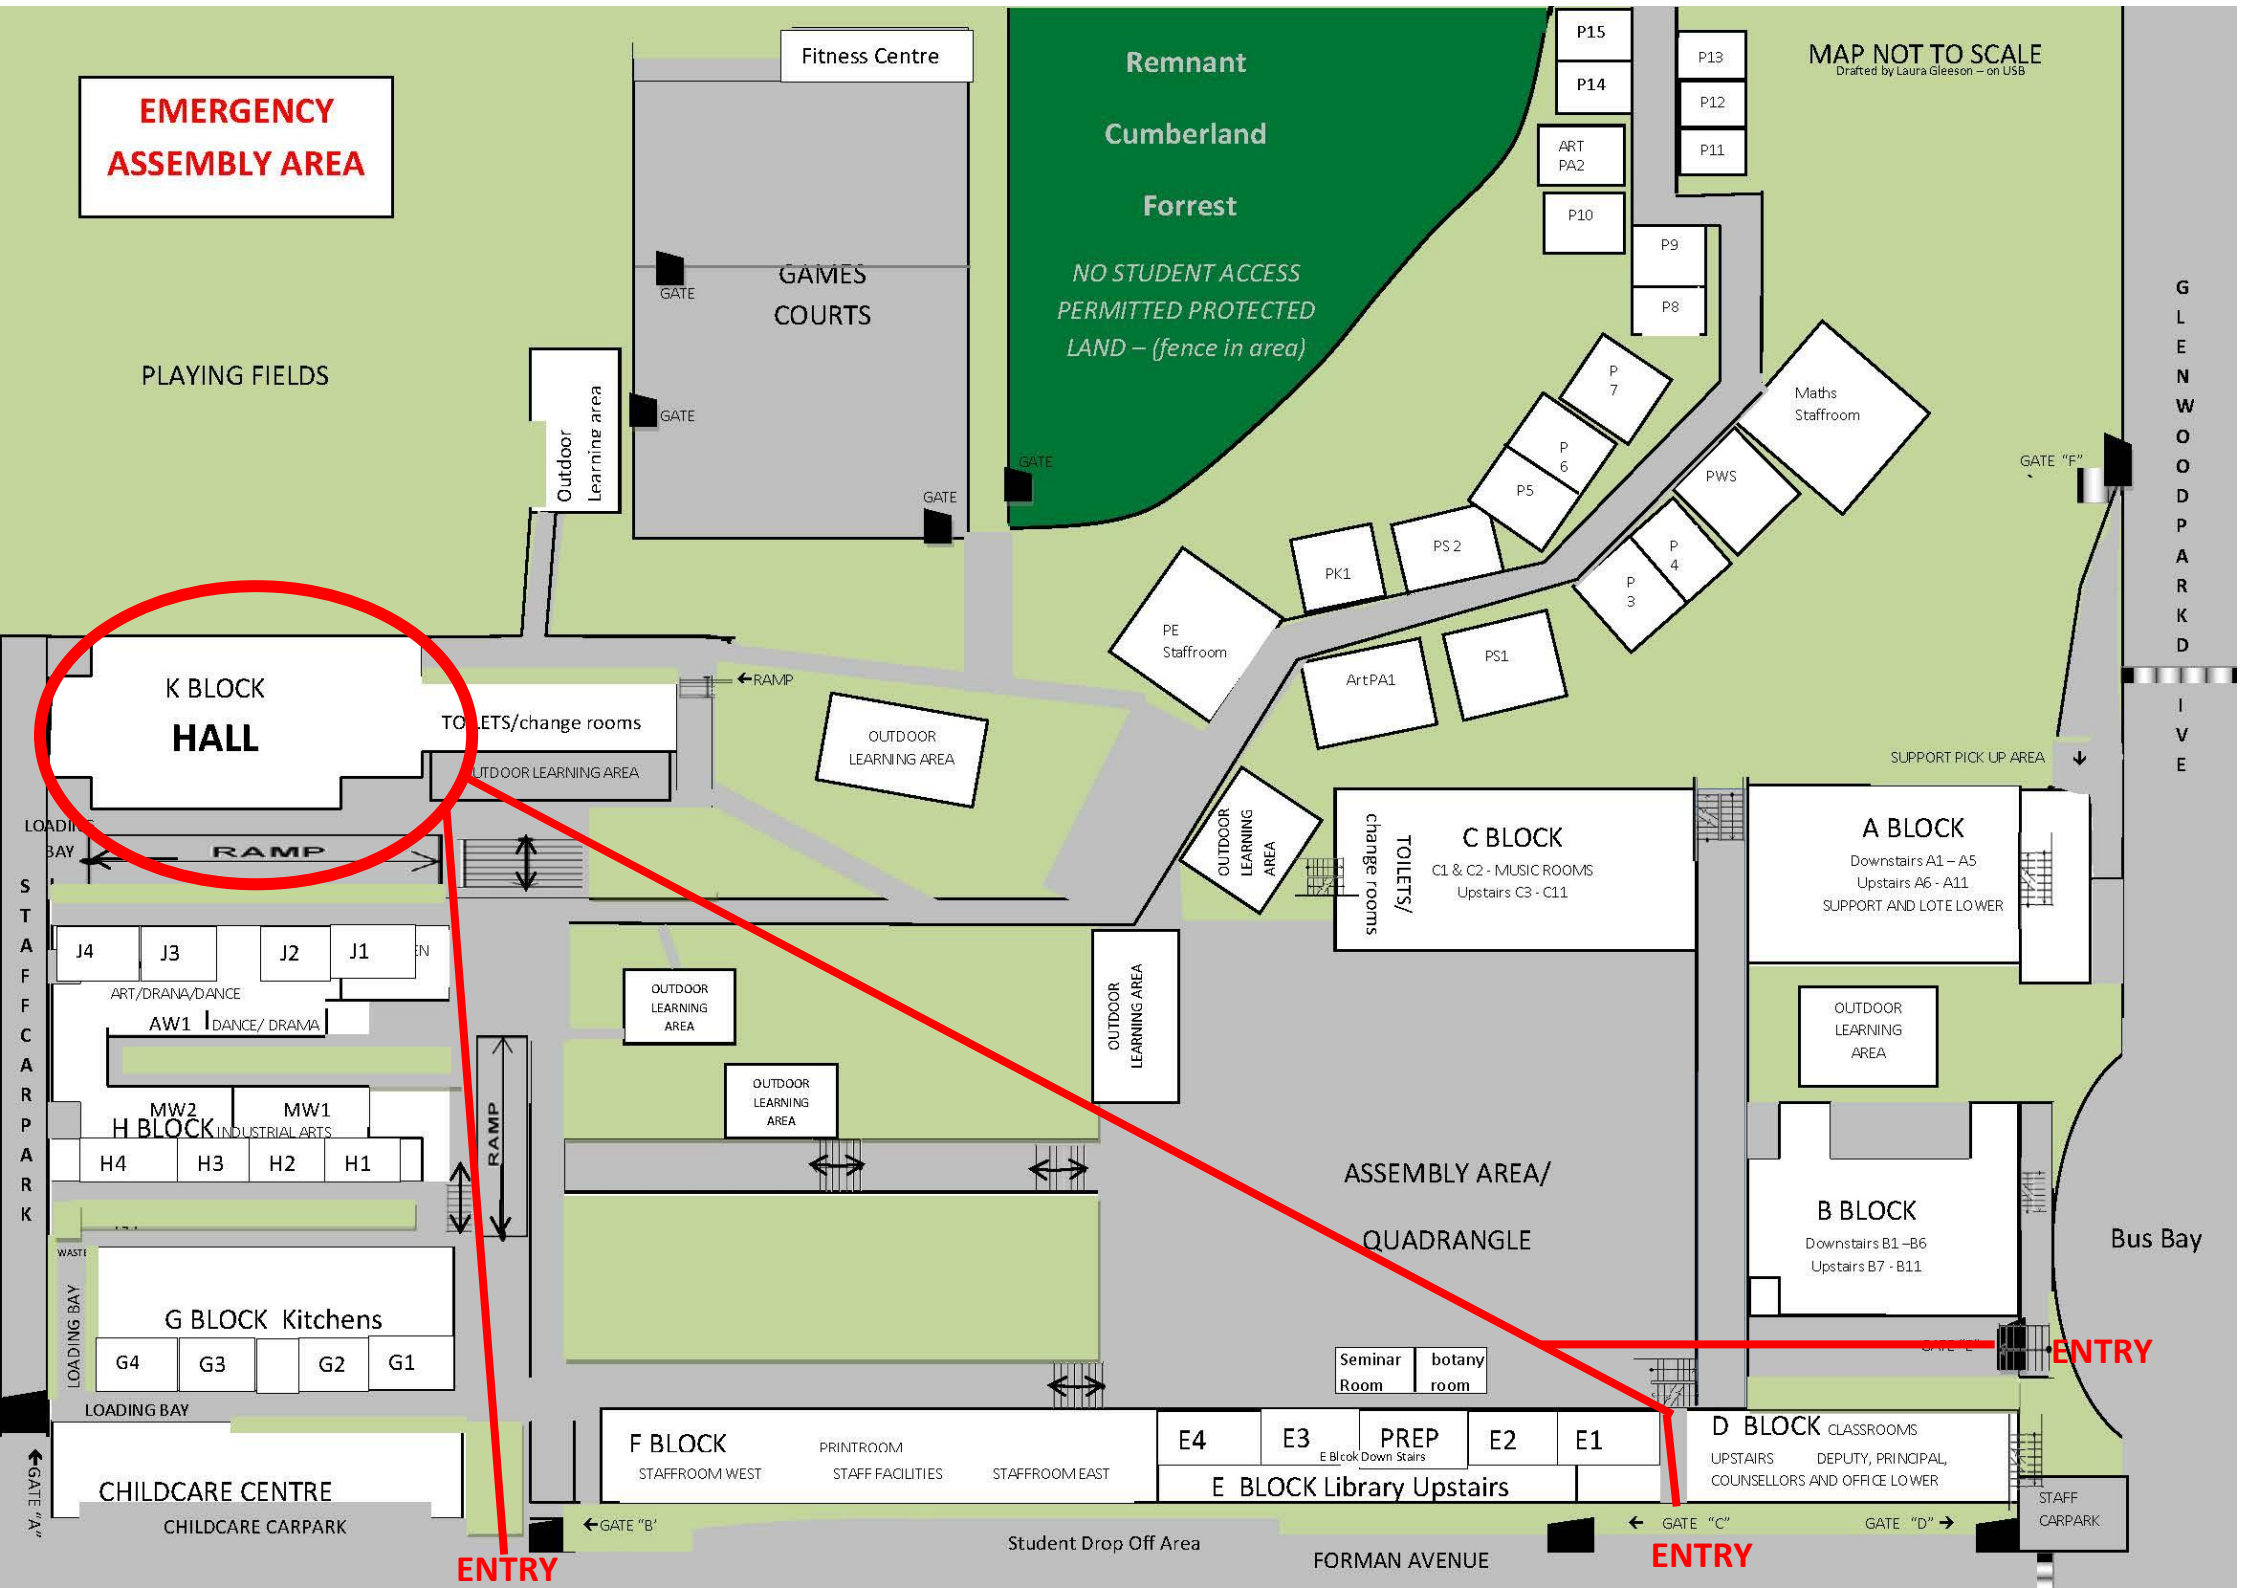 Fitness Centre
EMERGENCY
ASSEMBLY AREA
Remnant
Cumberland
Forrest
NO STUDENT ACCESS
PERMITTED PROTECTED
LAND – (fence in area)
P15
P14
ART
PA2
P10
P13
P12
P11
P9
P8
MAP NOT TO SCALE
Drafted by Laura Gleeson – on USB
GLENWOOD PARK DRIVE
GATE
GAMES
COURTS
GATE
GATE
GATE
PLAYING FIELDS
Outdoor
Learning area
P
7
P
6
P5
Maths
Staffroom
PWS
P
4
P
3
PS 2
PK1
PE
Staffroom
ArtPA1
PS1
GATE "F"
SUPPORT PICK UP AREA
K BLOCK
HALL
TOILETS/change rooms
OUTDOOR LEARNING AREA
←RAMP
OUTDOOR
LEARNING AREA
OUTDOOR
LEARNING
AREA
TOILETS/
change rooms
C BLOCK
C1 & C2 - MUSIC ROOMS
Upstairs C3 - C11
A BLOCK
Downstairs A1 – A5
Upstairs A6 - A11
SUPPORT AND LOTE LOWER
LOADING
BAY
RAMP
STAFF CARPARK
J4
J3
J2
J1
EN
ART/DRANA/DANCE
AW1
DANCE/ DRAMA
OUTDOOR
LEARNING
AREA
OUTDOOR
LEARNING AREA
OUTDOOR
LEARNING
AREA
OUTDOOR
LEARNING
AREA
MW2
MW1
H BLOCK INDUSTRIAL ARTS
H4
H3
H2
H1
RAMP
ASSEMBLY AREA/
QUADRANGLE
B BLOCK
Downstairs B1 –B6
Upstairs B7 - B11
Bus Bay
WASTE
LOADING BAY
G BLOCK Kitchens
G4
G3
G2
G1
LOADING BAY
Seminar
Room
botany
room
GATE "E"
ENTRY
F BLOCK
PRINTROOM
STAFFROOM WEST
STAFF FACILITIES
STAFFROOM EAST
E4
E3
PREP
E2
E1
E Blcok Down Stairs
E BLOCK Library Upstairs
D BLOCK CLASSROOMS
UPSTAIRS DEPUTY, PRINCIPAL,
COUNSELLORS AND OFFICE LOWER
STAFF
CARPARK
←GATE "A"
CHILDCARE CENTRE
CHILDCARE CARPARK
←GATE "B'
Student Drop Off Area
FORMAN AVENUE
← GATE "C"
GATE "D" →
ENTRY
ENTRY